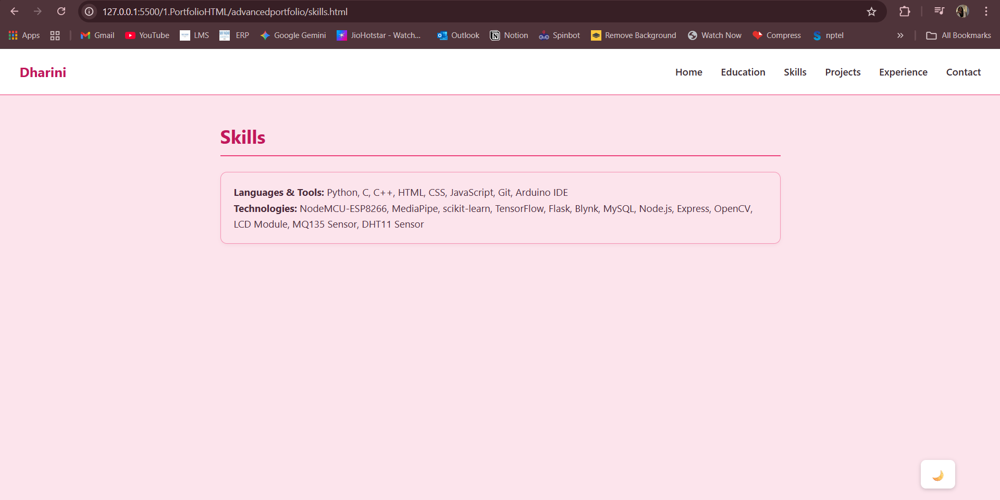 127.0.0.1:5500/1.PortfolioHTML/advancedportfolio/skills.html
Apps Gmail YouTube LMS ERP Google Gemini JioHotstar - Watch... Outlook Notion Spinbot Remove Background Watch Now Compress nptel » All Bookmarks
Dharini Home Education Skills Projects Experience Contact
Skills
Languages & Tools: Python, C, C++, HTML, CSS, JavaScript, Git, Arduino IDE
Technologies: NodeMCU-ESP8266, MediaPipe, scikit-learn, TensorFlow, Flask, Blynk, MySQL, Node.js, Express, OpenCV,
LCD Module, MQ135 Sensor, DHT11 Sensor